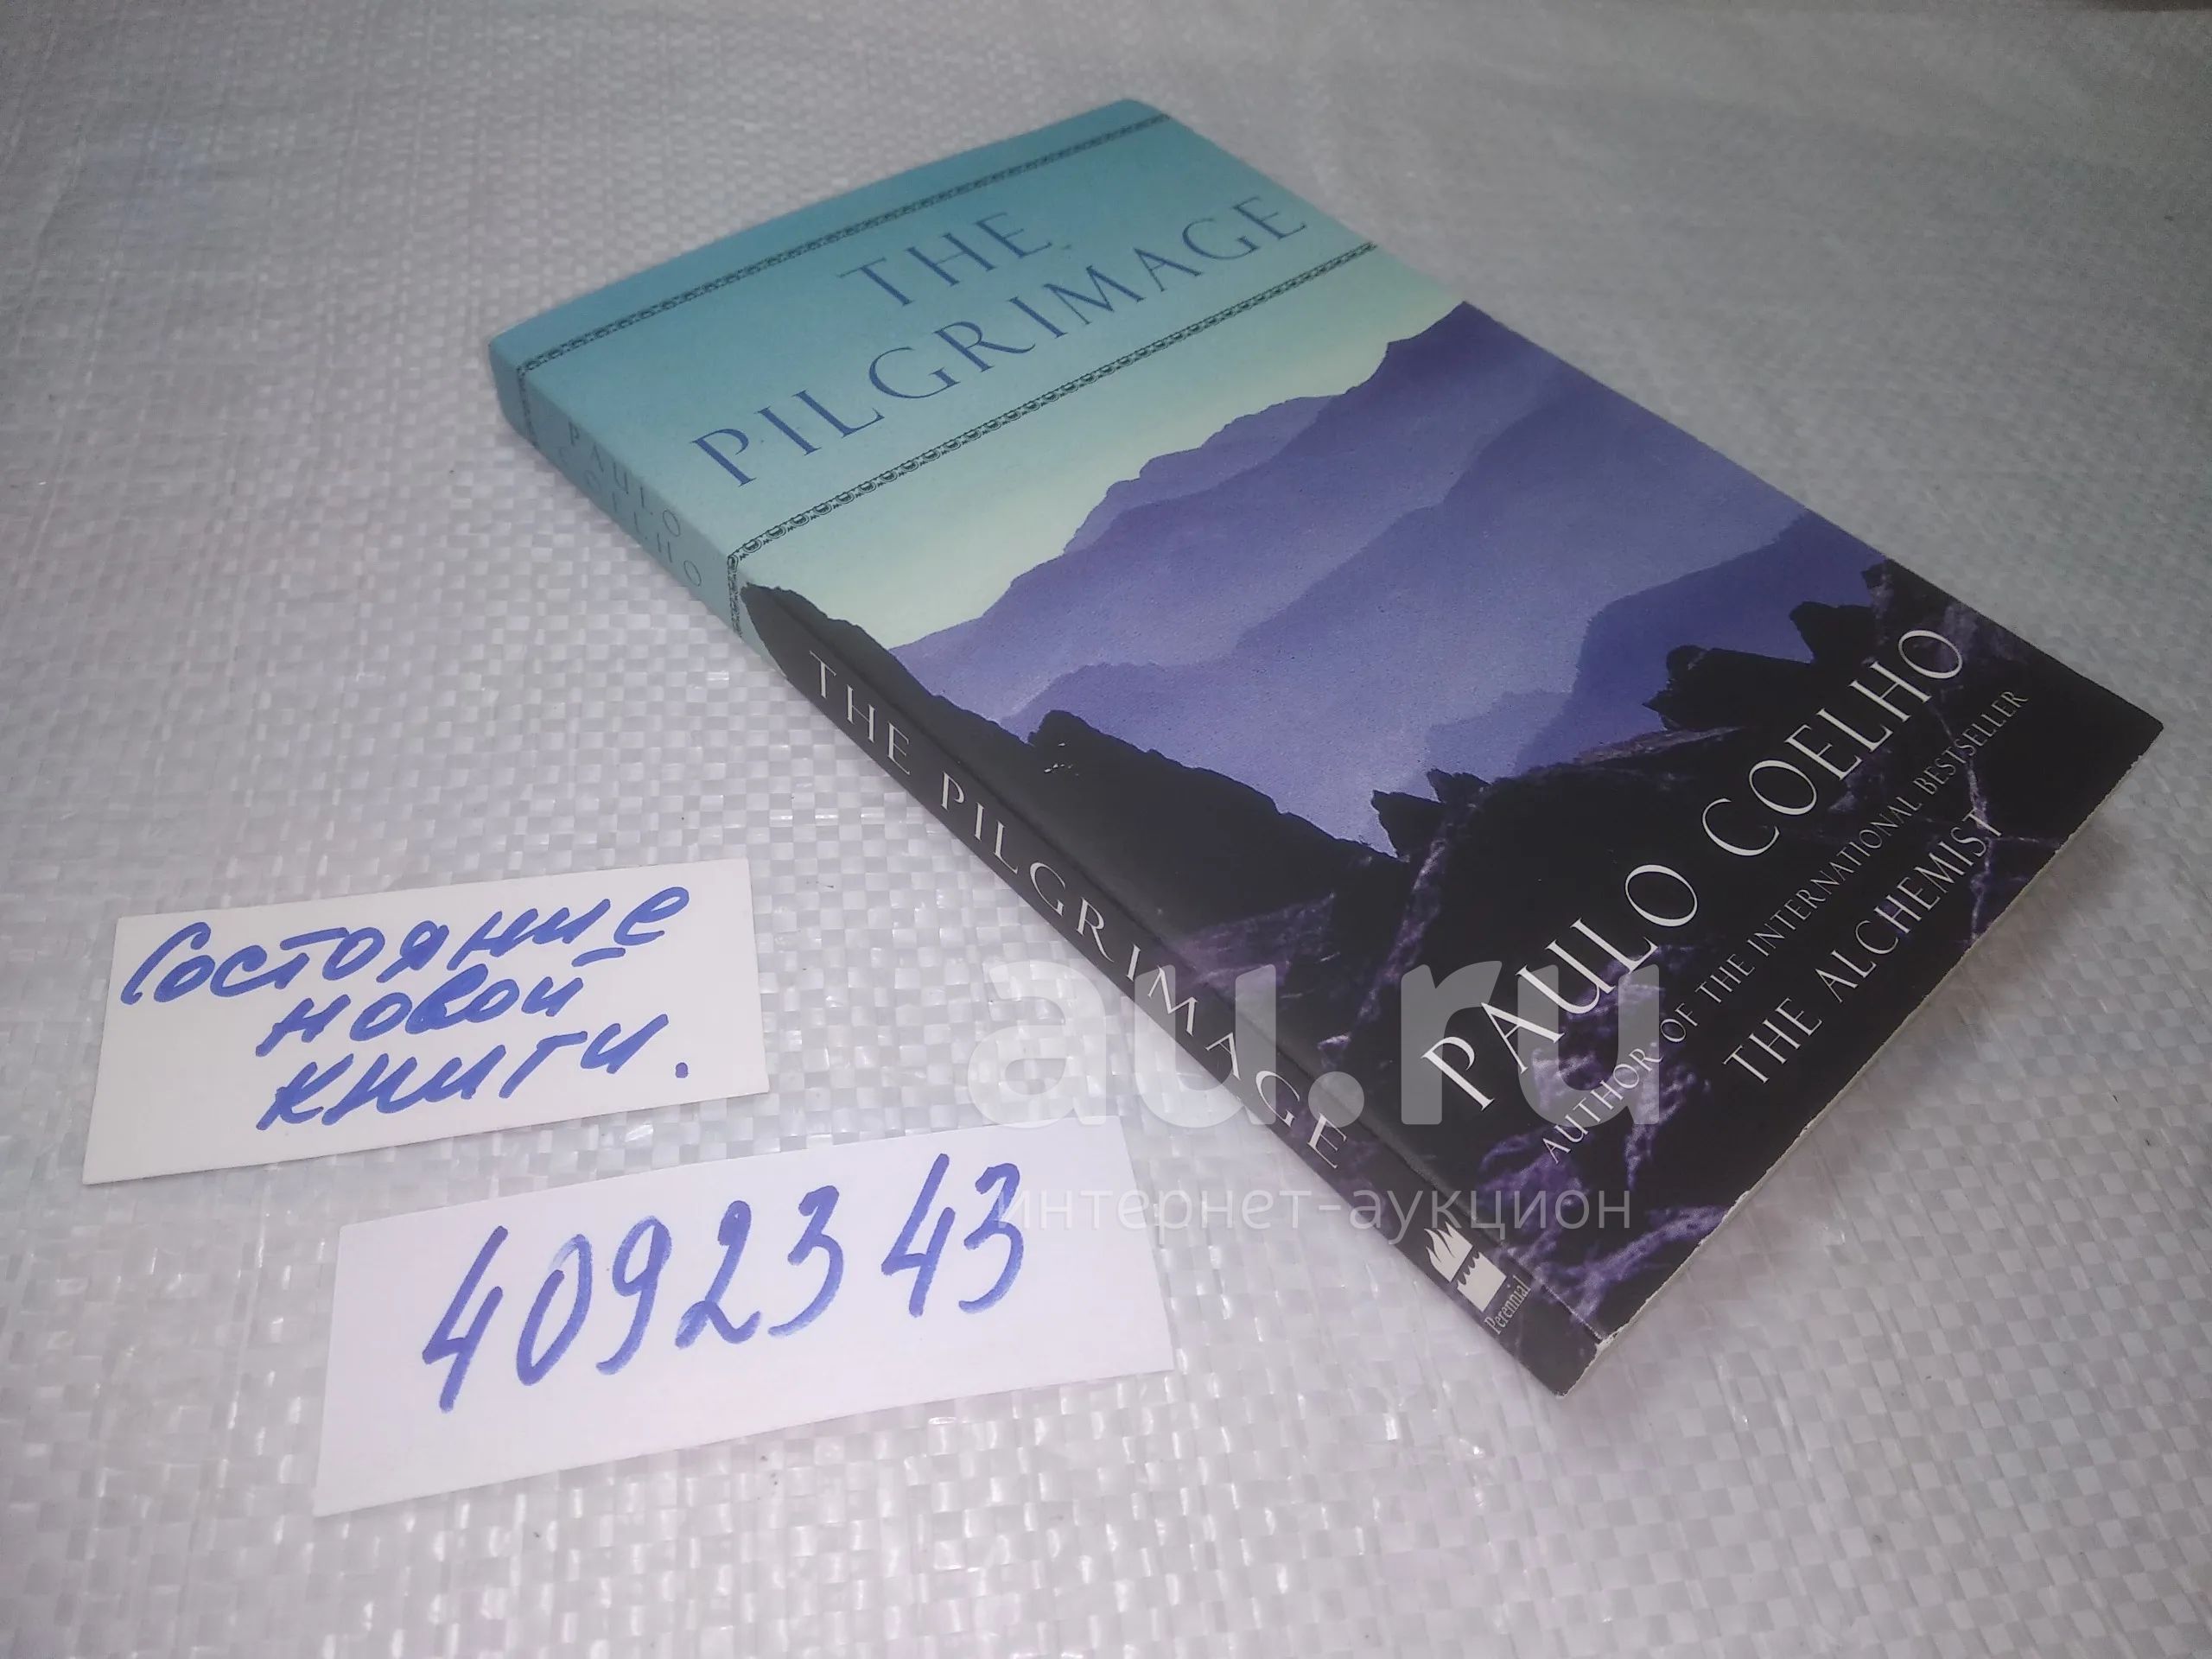 THE
PILGRIMAGE
PAULO COELHO
AUTHOR OF THE INTERNATIONAL BESTSELLER
THE ALCHEMIST
PAULO
COELHO
THE PILGRIMAGE
Perennial
Состояние
новой
книги.
4092343
au.ru
интернет-аукцион